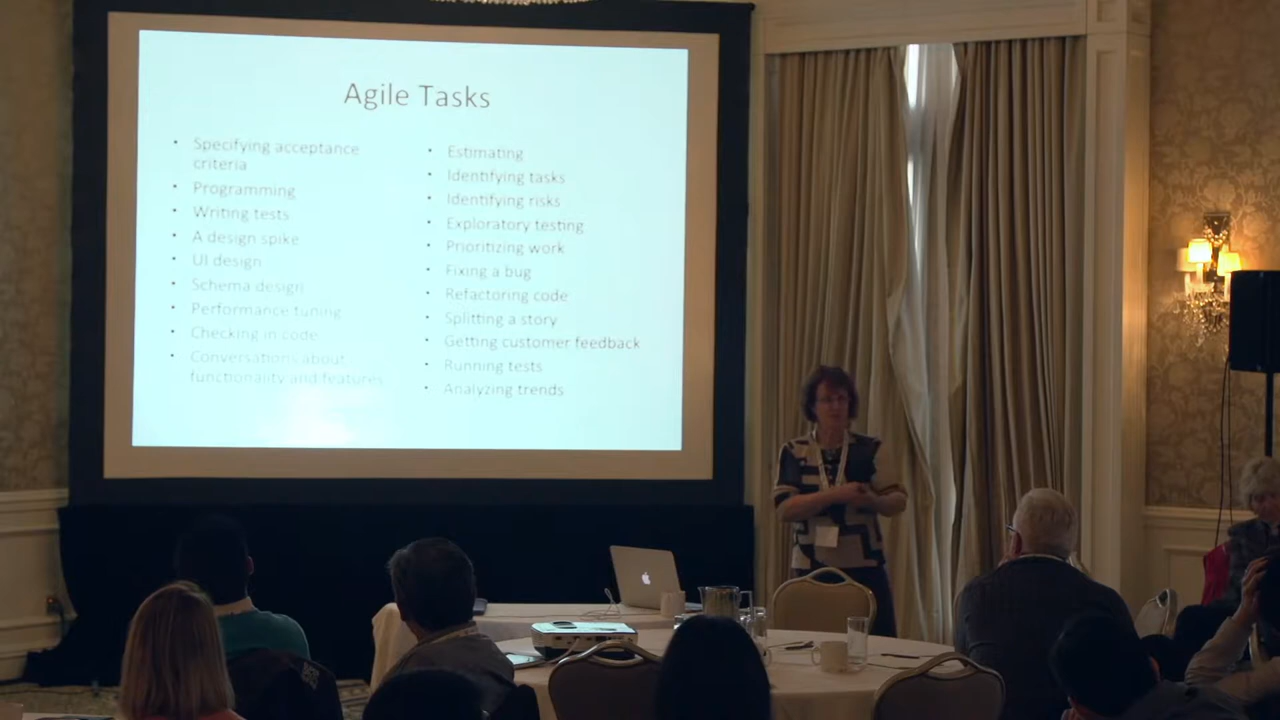 Agile Tasks
• Specifying acceptance
criteria
• Programming
• Writing tests
• A design spike
• UI design
• Schema design
• Performance tuning
• Checking in code
• Conversations about
functionality and features
• Estimating
• Identifying tasks
• Identifying risks
• Exploratory testing
• Prioritizing work
• Fixing a bug
• Refactoring code
• Splitting a story
• Getting customer feedback
• Running tests
• Analyzing trends